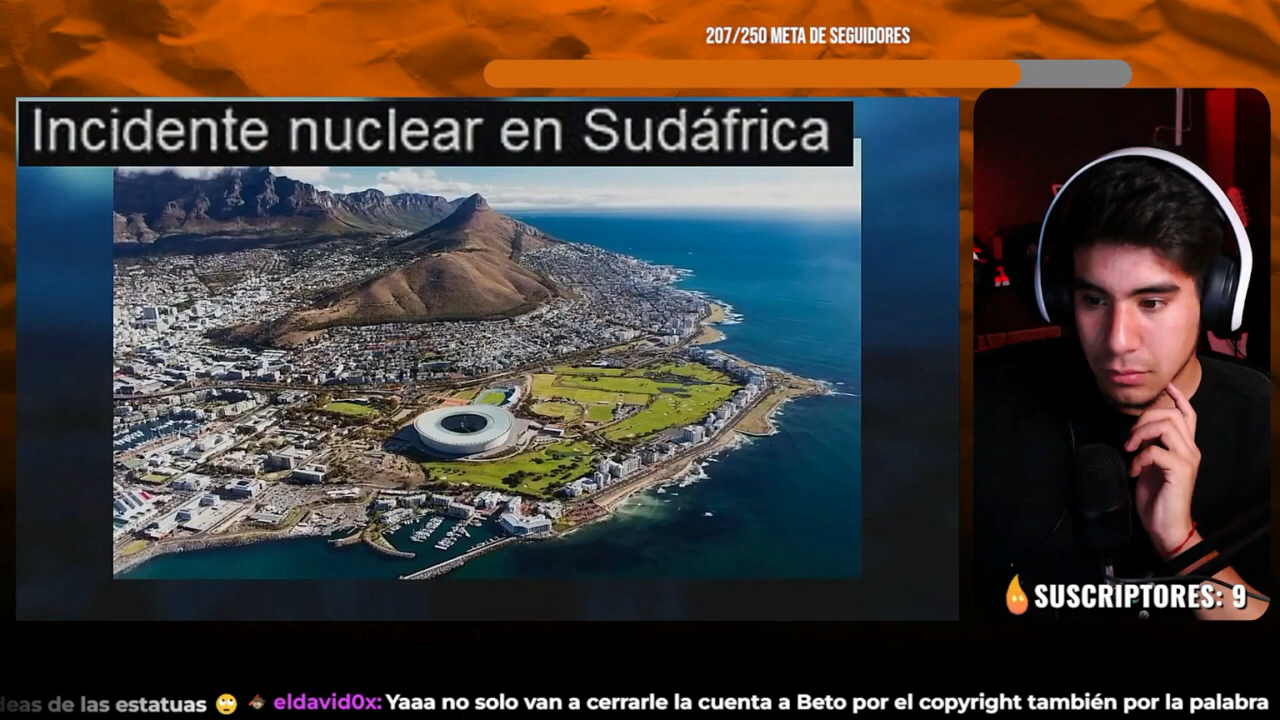 207/250 META DE SEGUIDORES
Incidente nuclear en Sudáfrica
SUSCRIPTORES: 9
deas de las estatuas 🙄 eldavid0x: Yaaa no solo van a cerrarle la cuenta a Beto por el copyright también por la palabra